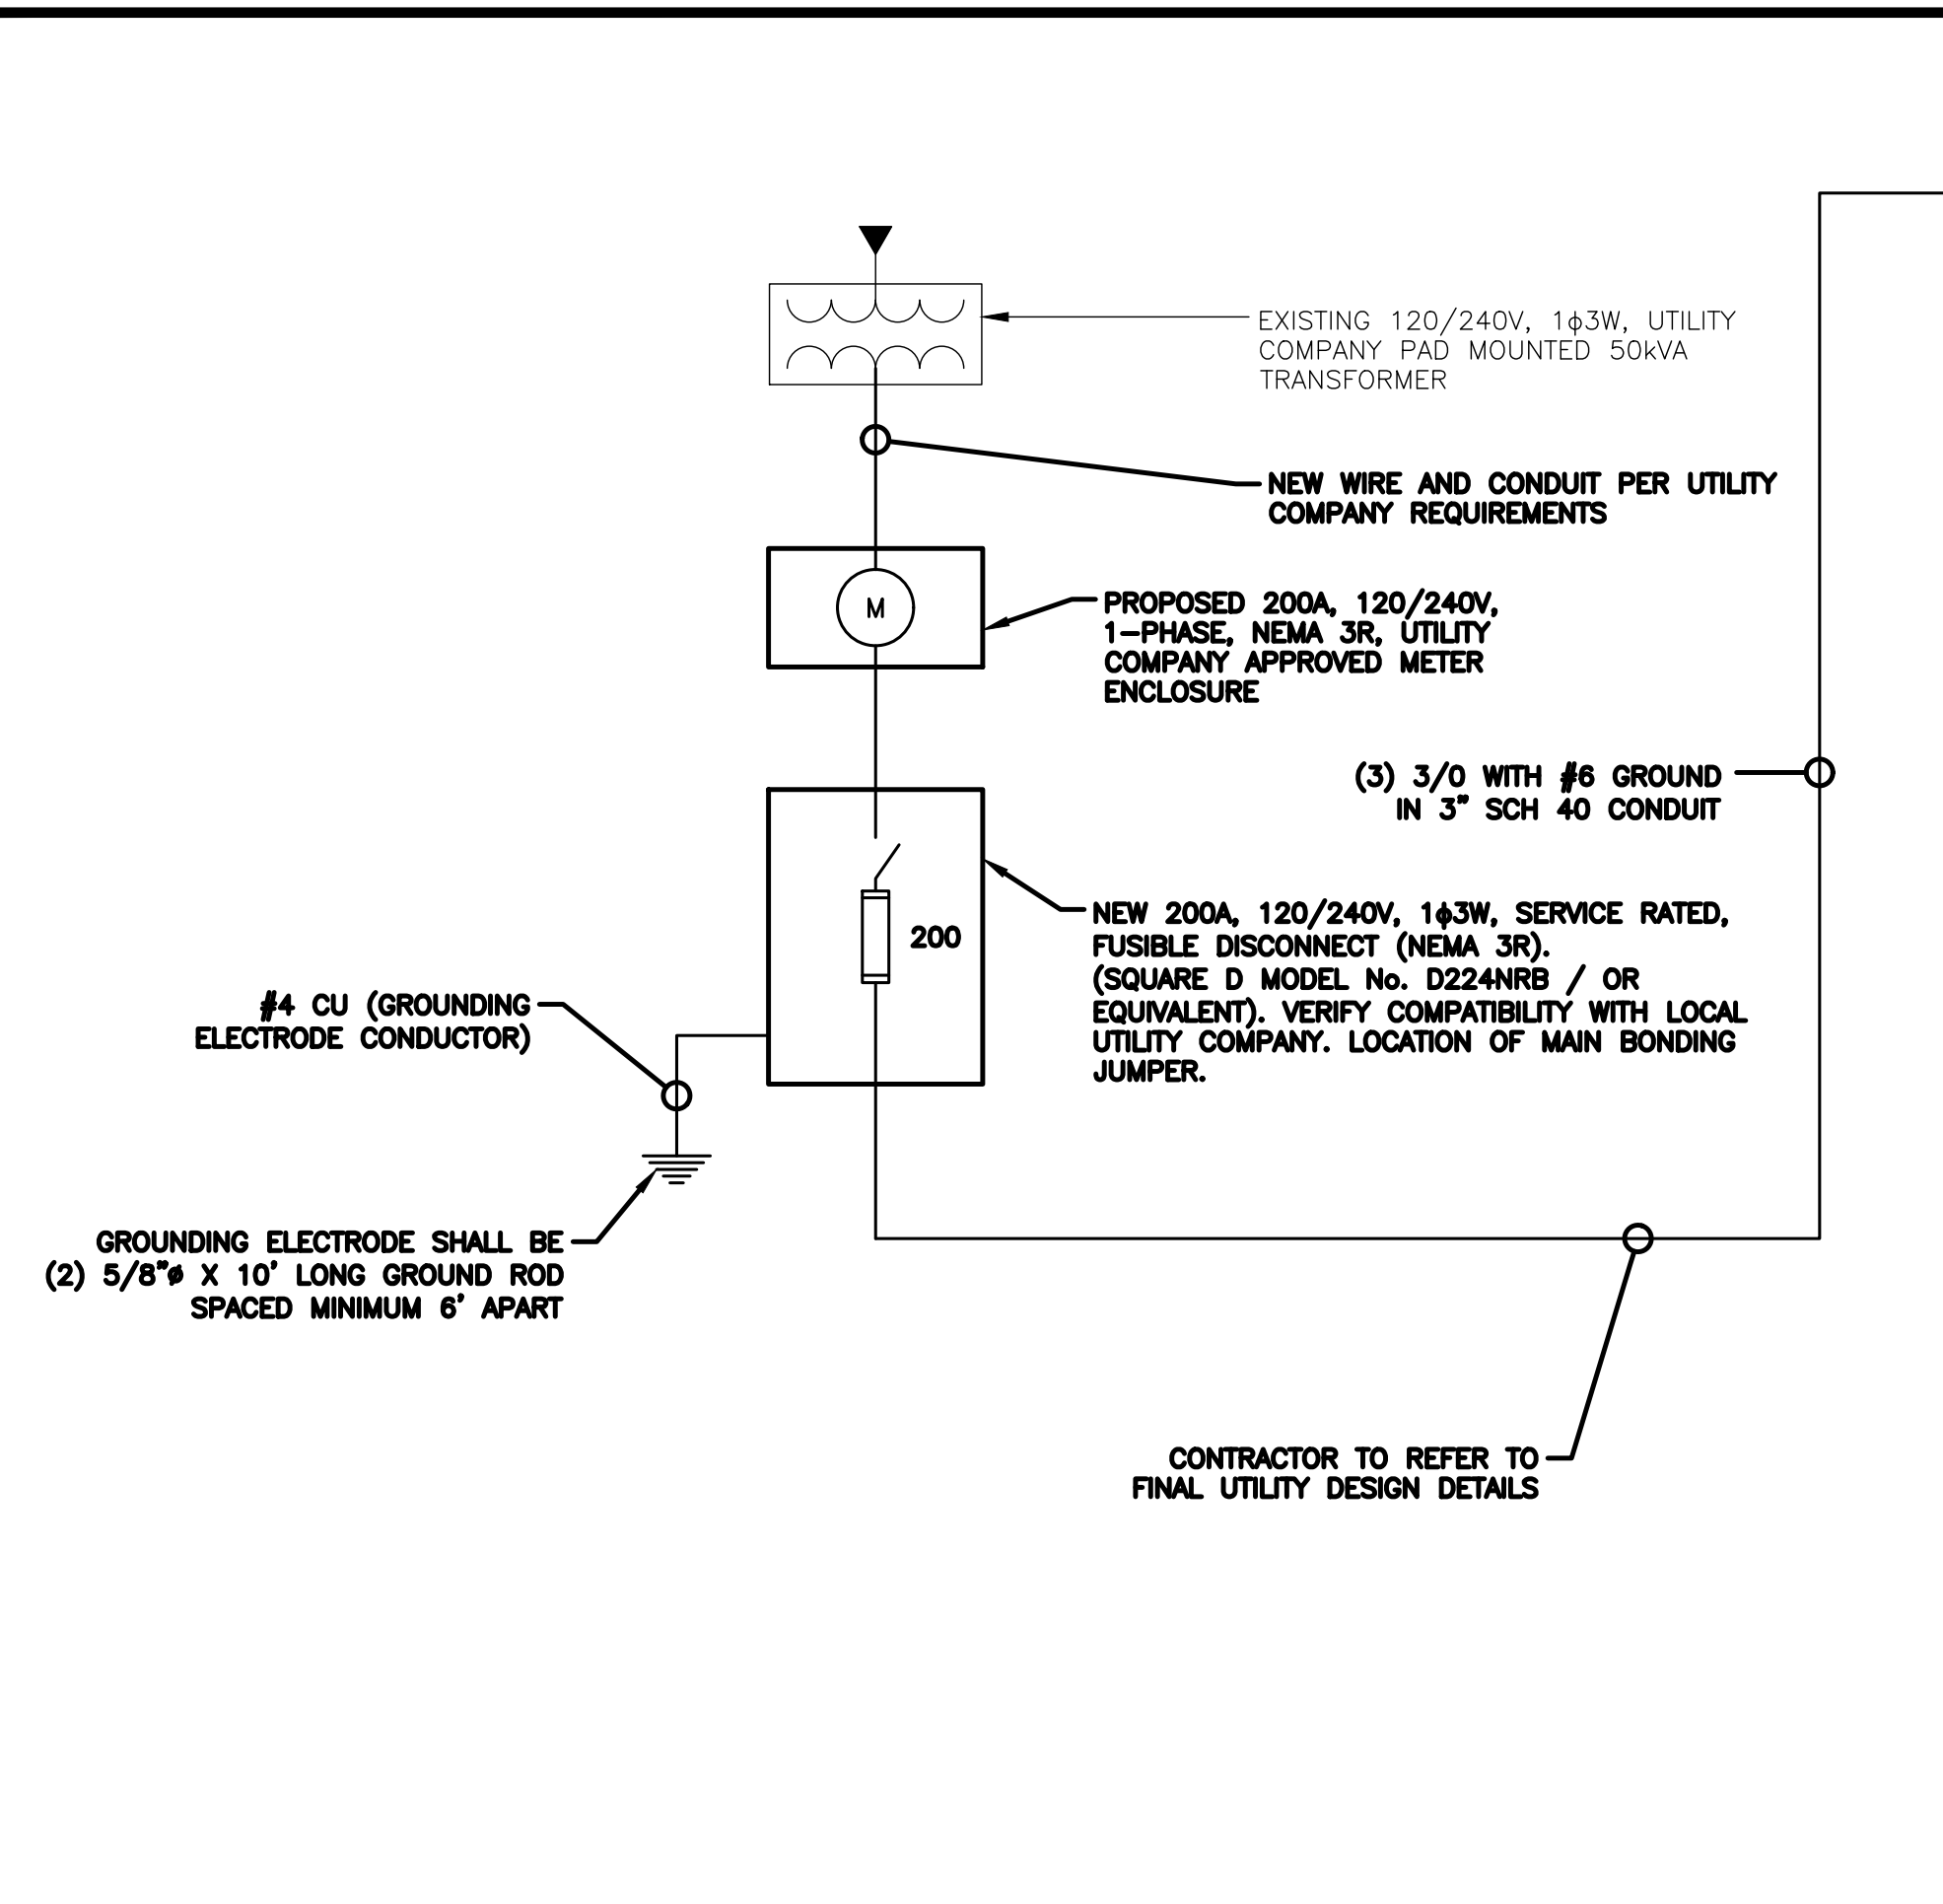 EXISTING 120/240V, 1ϕ3W, UTILITY
COMPANY PAD MOUNTED 50kVA
TRANSFORMER
NEW WIRE AND CONDUIT PER UTILITY
COMPANY REQUIREMENTS
M
PROPOSED 200A, 120/240V,
1-PHASE, NEMA 3R, UTILITY
COMPANY APPROVED METER
ENCLOSURE
(3) 3/0 WITH #6 GROUND
IN 3" SCH 40 CONDUIT
200
NEW 200A, 120/240V, 1ϕ3W, SERVICE RATED,
FUSIBLE DISCONNECT (NEMA 3R).
(SQUARE D MODEL No. D224NRB / OR
EQUIVALENT). VERIFY COMPATIBILITY WITH LOCAL
UTILITY COMPANY. LOCATION OF MAIN BONDING
JUMPER.
#4 CU (GROUNDING
ELECTRODE CONDUCTOR)
GROUNDING ELECTRODE SHALL BE
(2) 5/8"ø X 10' LONG GROUND ROD
SPACED MINIMUM 6' APART
CONTRACTOR TO REFER TO
FINAL UTILITY DESIGN DETAILS